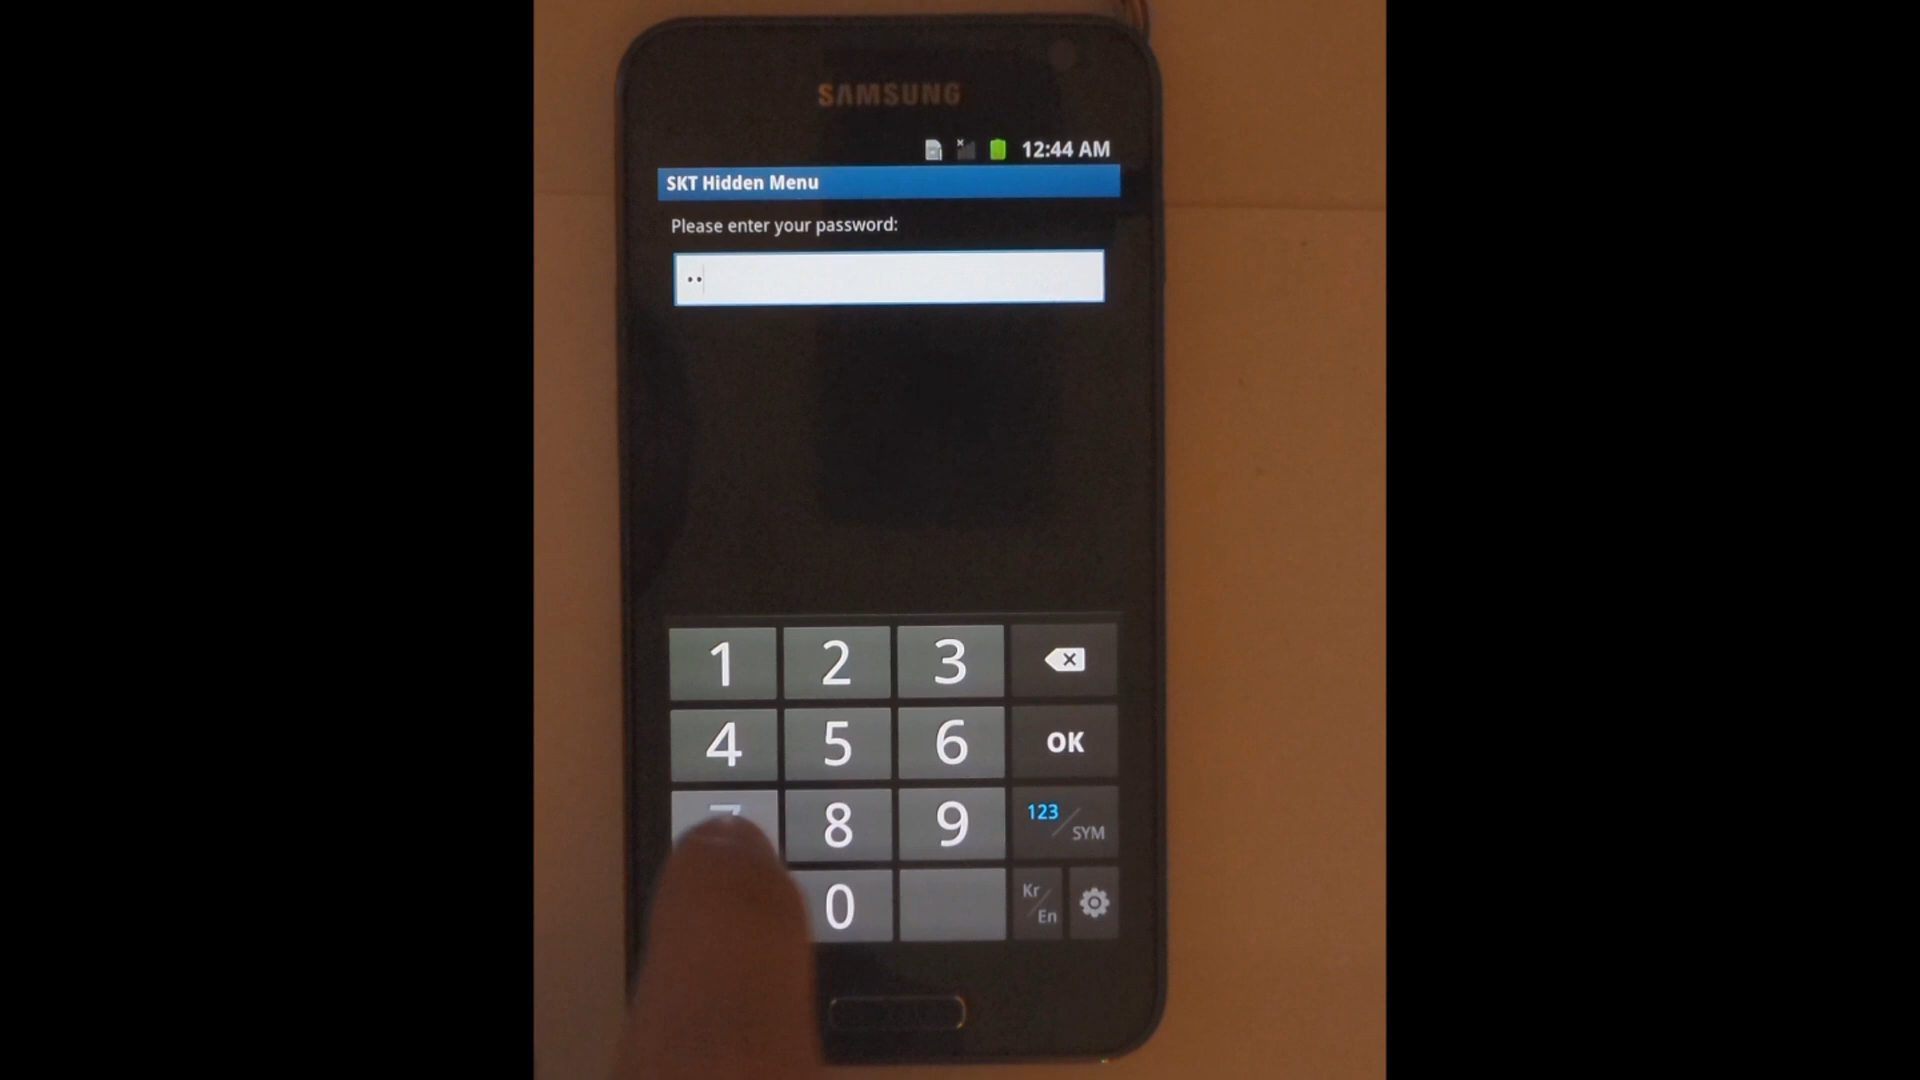 SAMSUNG
12:44 AM
SKT Hidden Menu
Please enter your password:
1 2 3
4 5 6 OK
7 8 9 123/SYM
0 Kr/En